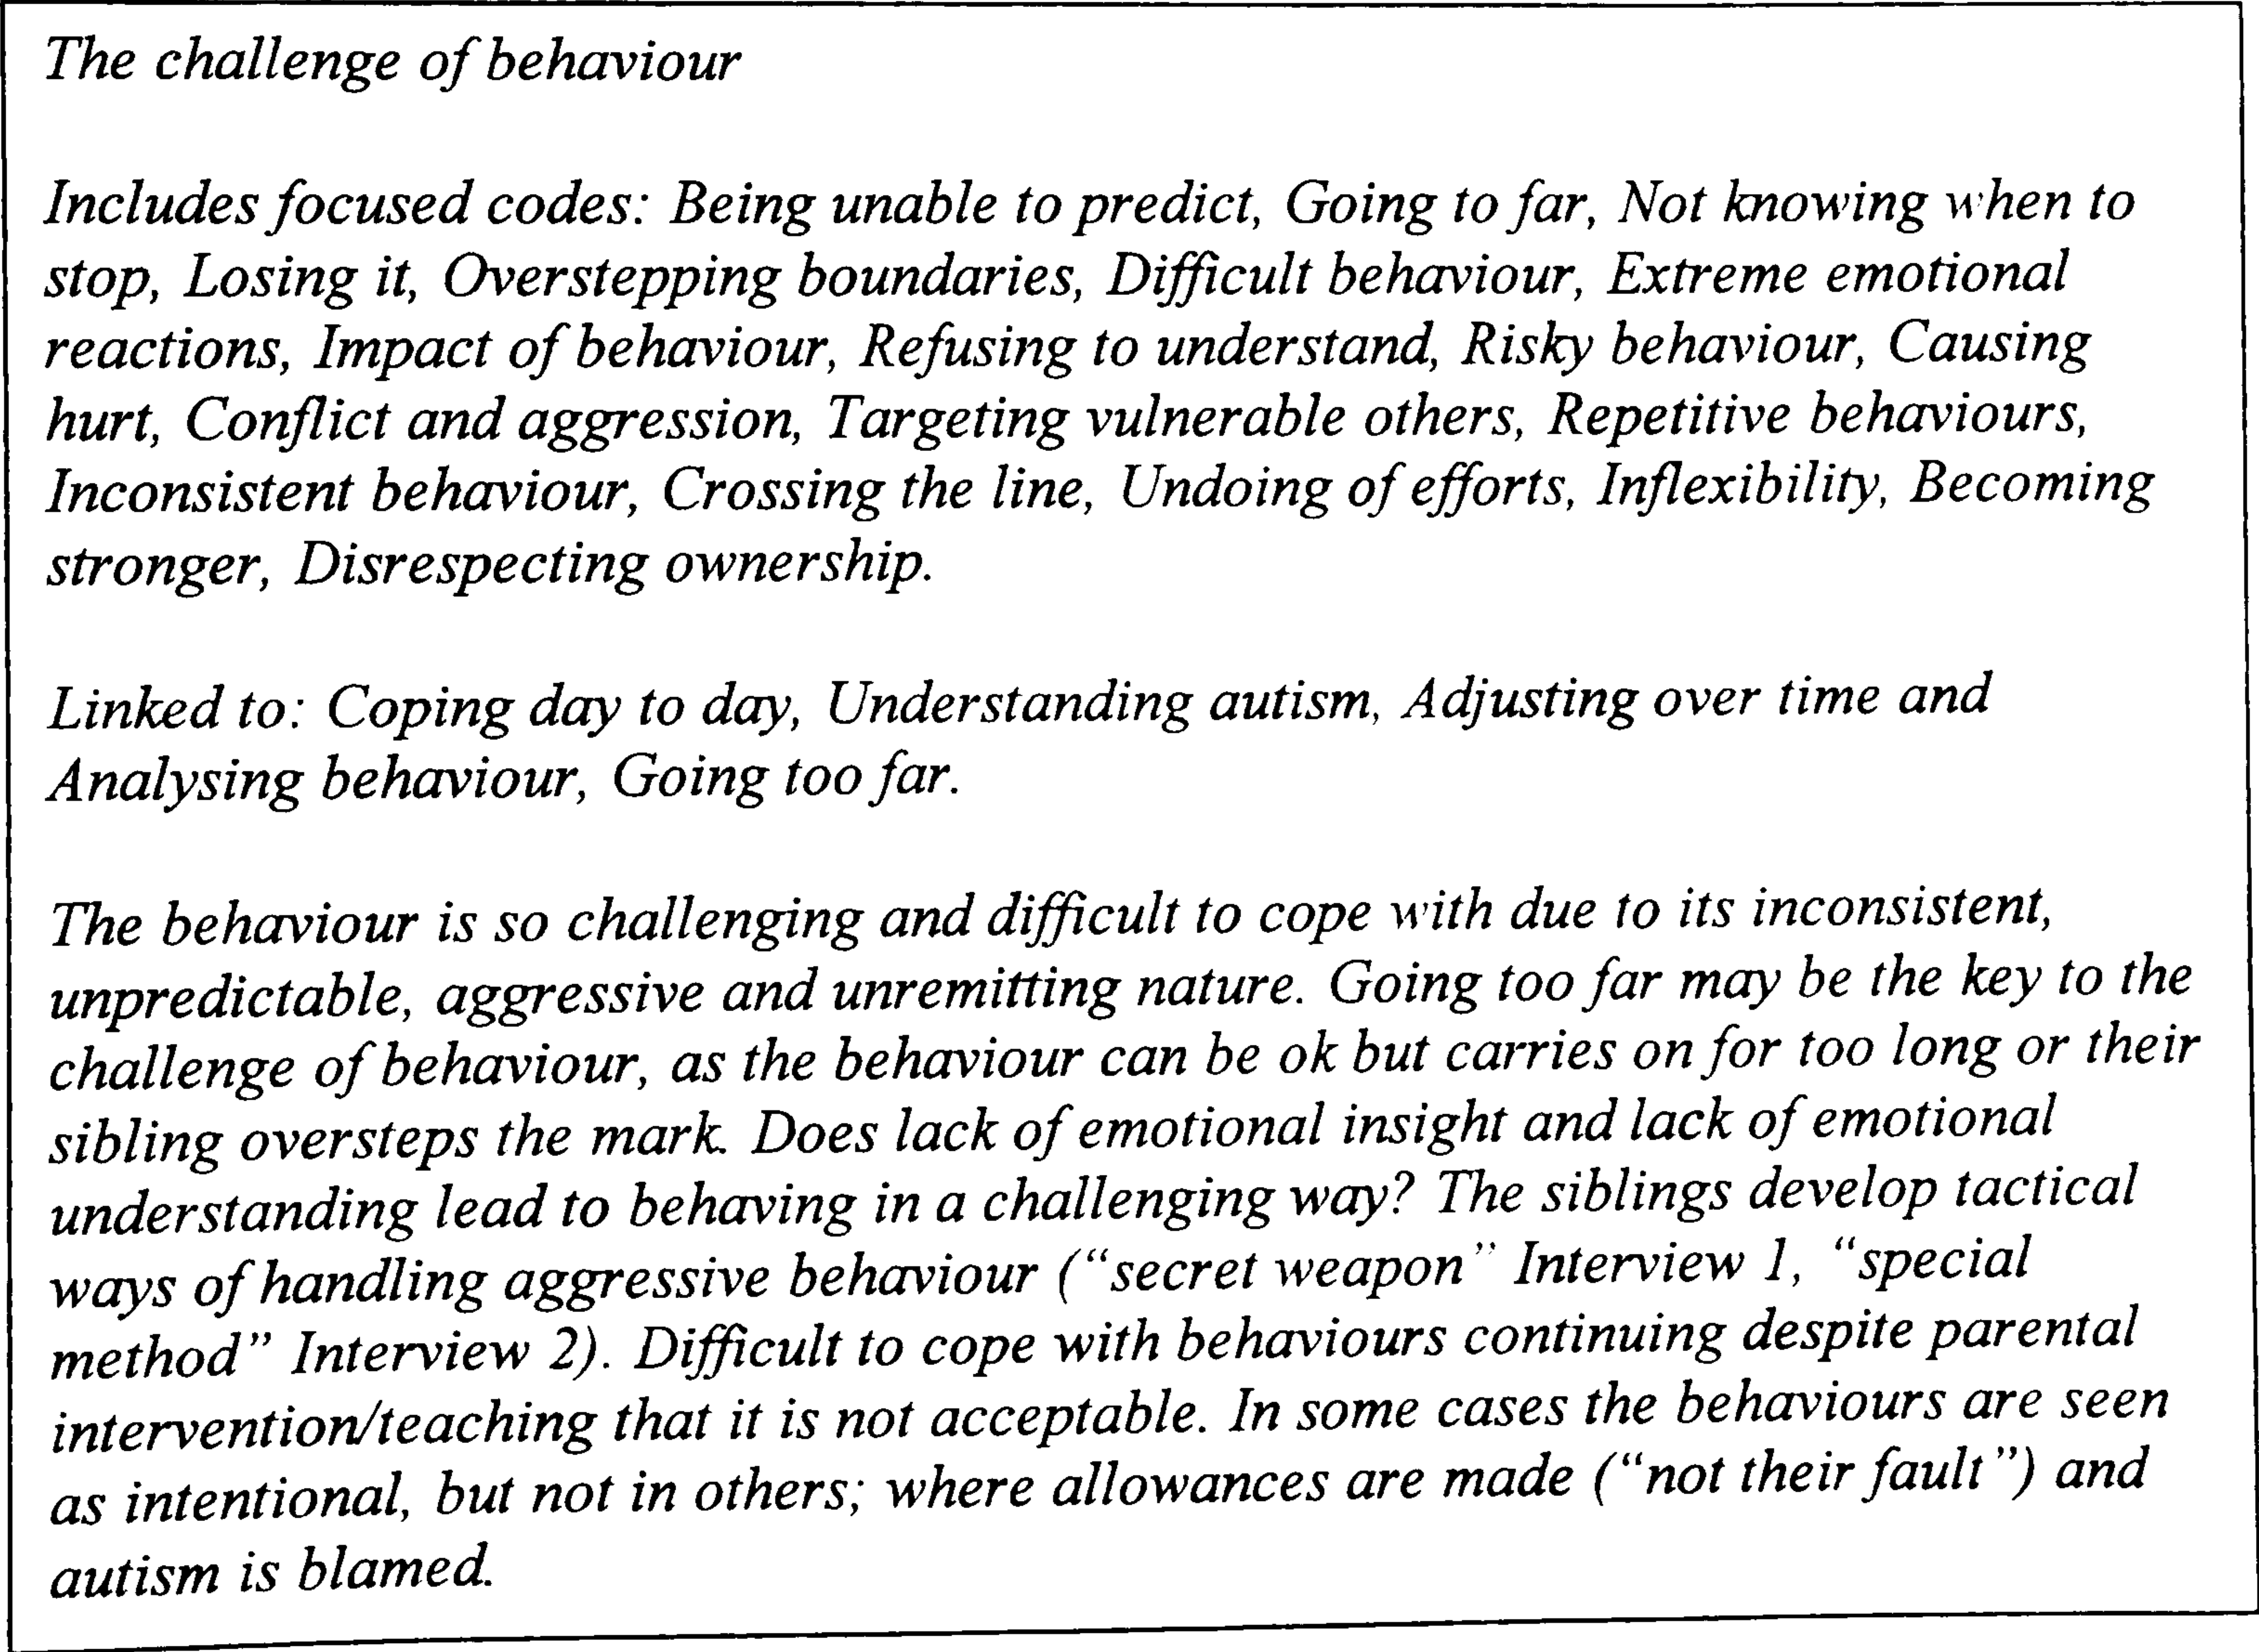 The challenge of behaviour
Includes focused codes: Being unable to predict, Going to far, Not knowing when to
stop, Losing it, Overstepping boundaries, Difficult behaviour, Extreme emotional
reactions, Impact of behaviour, Refusing to understand, Risky behaviour, Causing
hurt, Conflict and aggression, Targeting vulnerable others, Repetitive behaviours,
Inconsistent behaviour, Crossing the line, Undoing of efforts, Inflexibility, Becoming
stronger, Disrespecting ownership.
Linked to: Coping day to day, Understanding autism, Adjusting over time and
Analysing behaviour, Going too far.
The behaviour is so challenging and difficult to cope with due to its inconsistent,
unpredictable, aggressive and unremitting nature. Going too far may be the key to the
challenge of behaviour, as the behaviour can be ok but carries on for too long or their
sibling oversteps the mark. Does lack of emotional insight and lack of emotional
understanding lead to behaving in a challenging way? The siblings develop tactical
ways of handling aggressive behaviour (“secret weapon” Interview 1, “special
method” Interview 2). Difficult to cope with behaviours continuing despite parental
intervention/teaching that it is not acceptable. In some cases the behaviours are seen
as intentional, but not in others; where allowances are made (“not their fault”) and
autism is blamed.